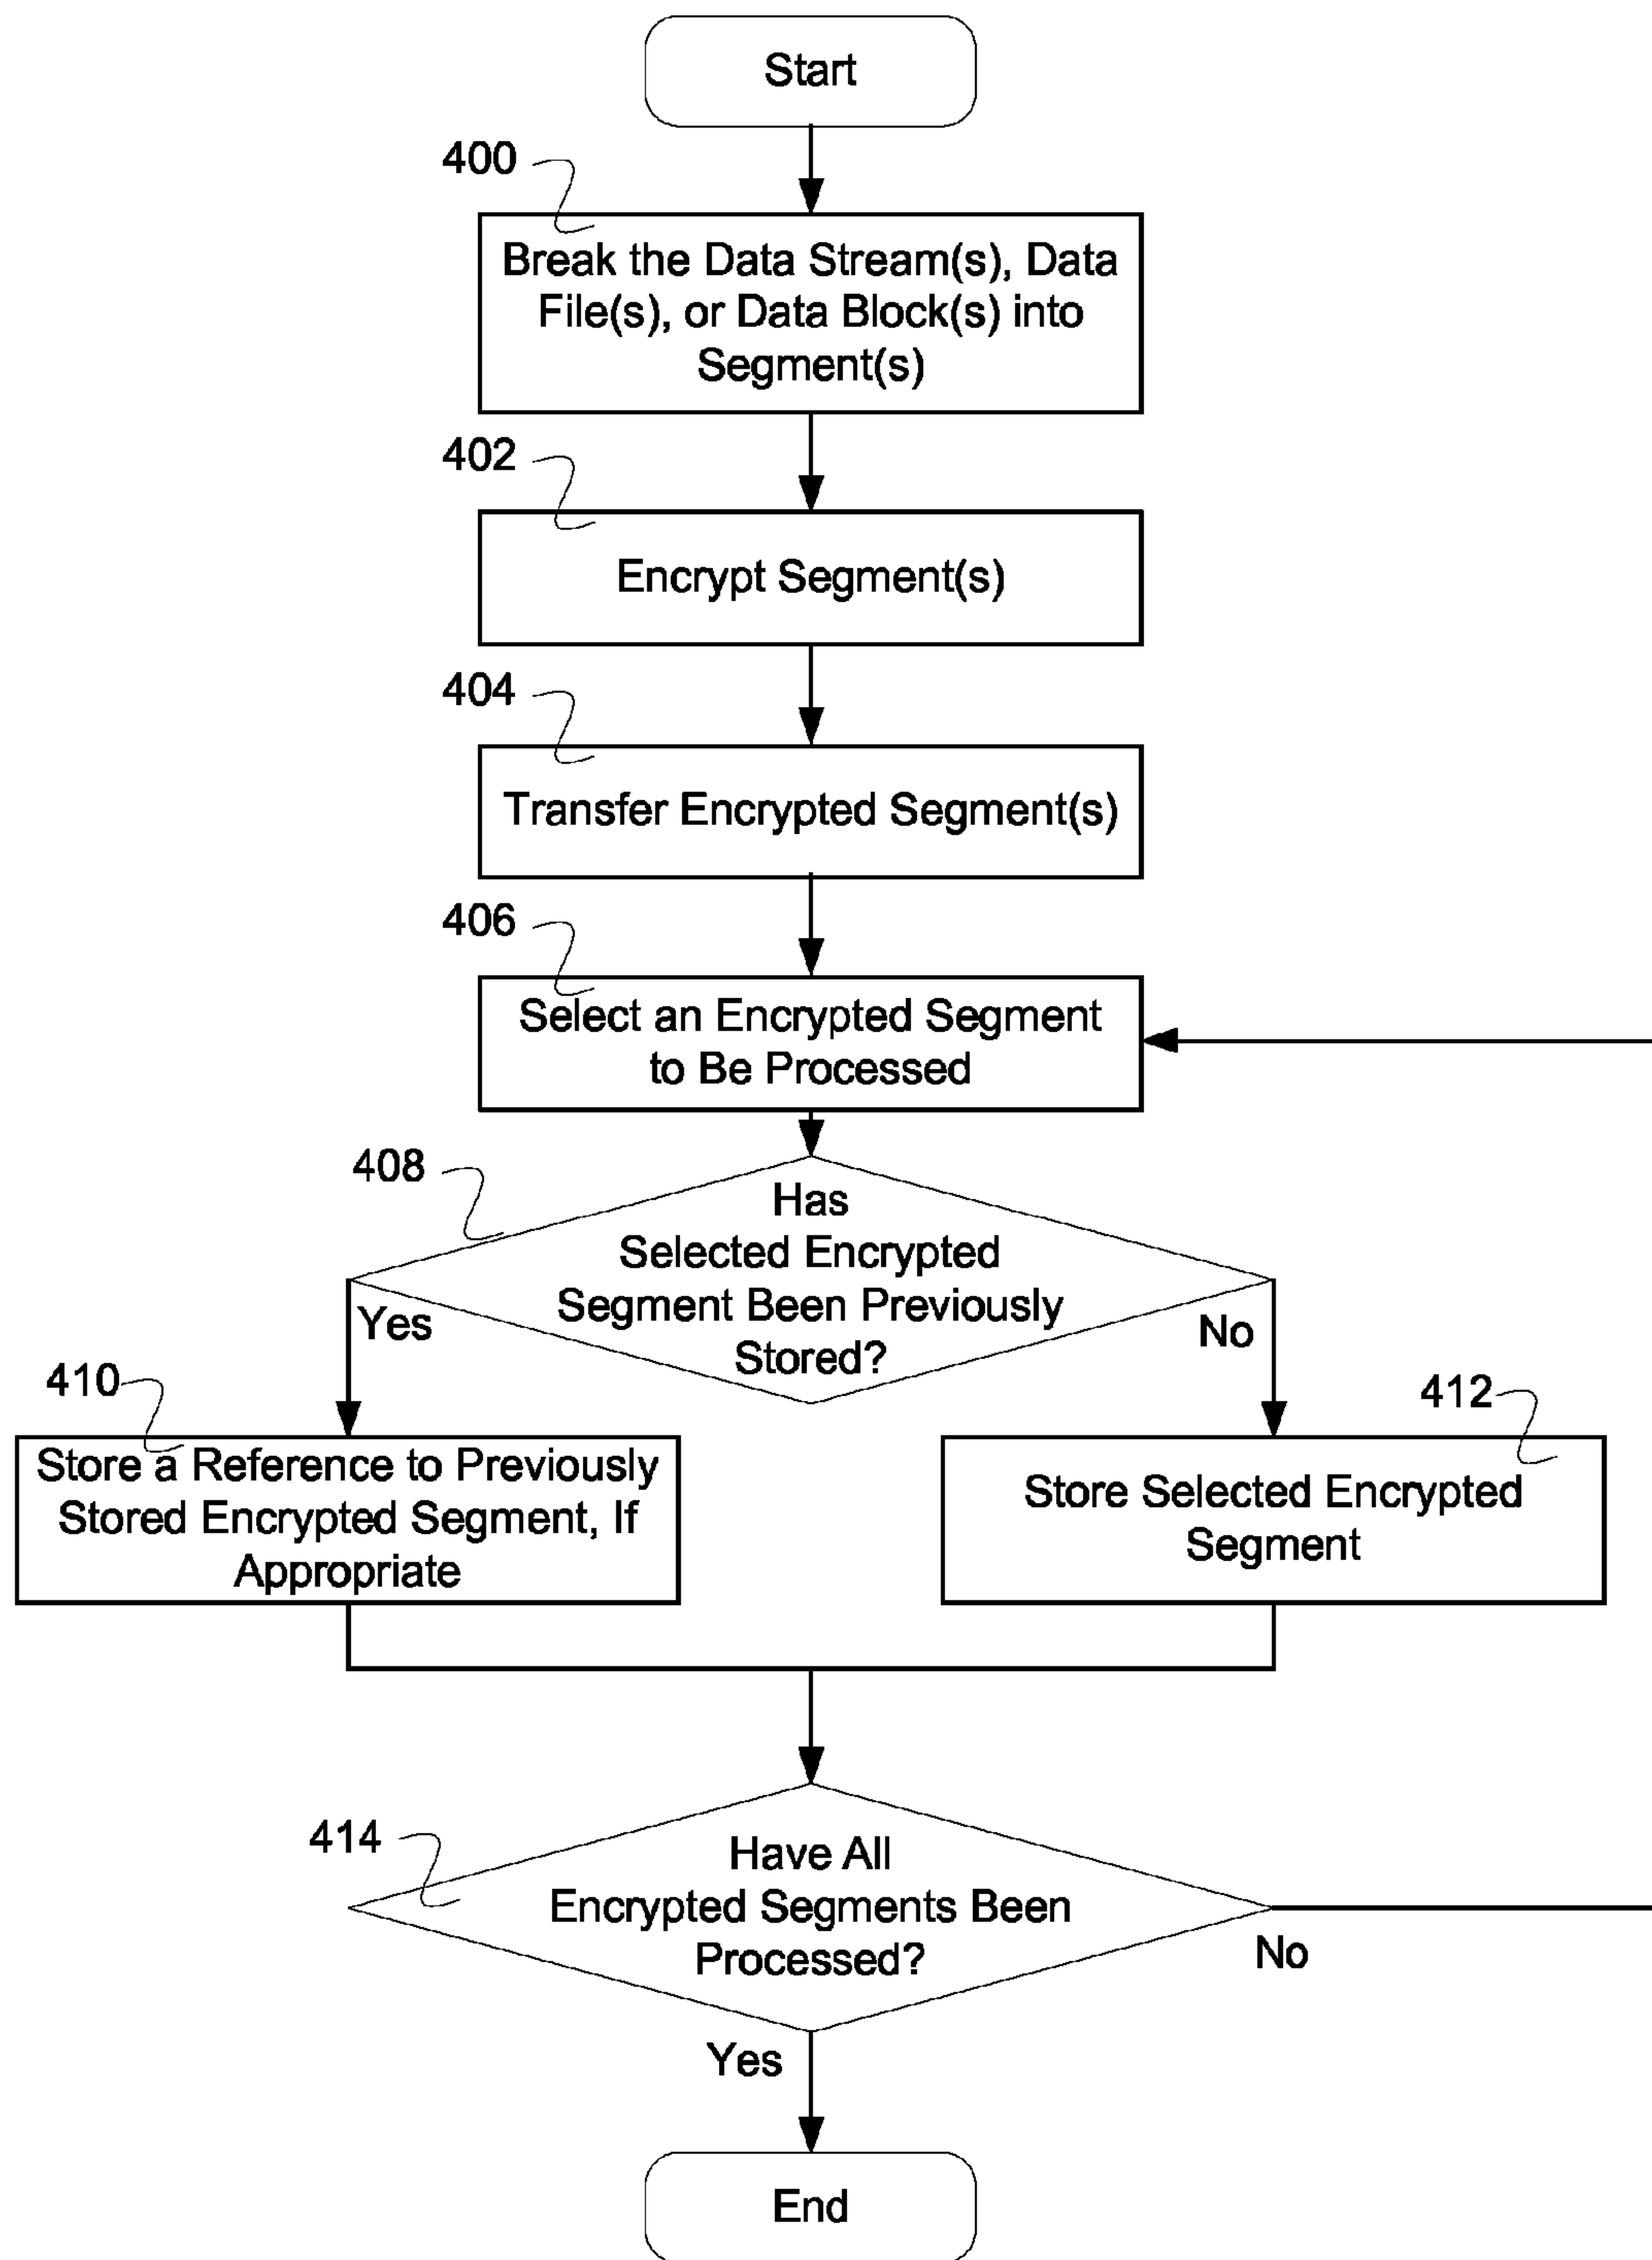 Start
400
Break the Data Stream(s), Data
File(s), or Data Block(s) into
Segment(s)
402
Encrypt Segment(s)
404
Transfer Encrypted Segment(s)
406
Select an Encrypted Segment
to Be Processed
408
Has
Selected Encrypted
Segment Been Previously
Stored?
Yes
No
410
Store a Reference to Previously
Stored Encrypted Segment, If
Appropriate
412
Store Selected Encrypted
Segment
414
Have All
Encrypted Segments Been
Processed?
No
Yes
End